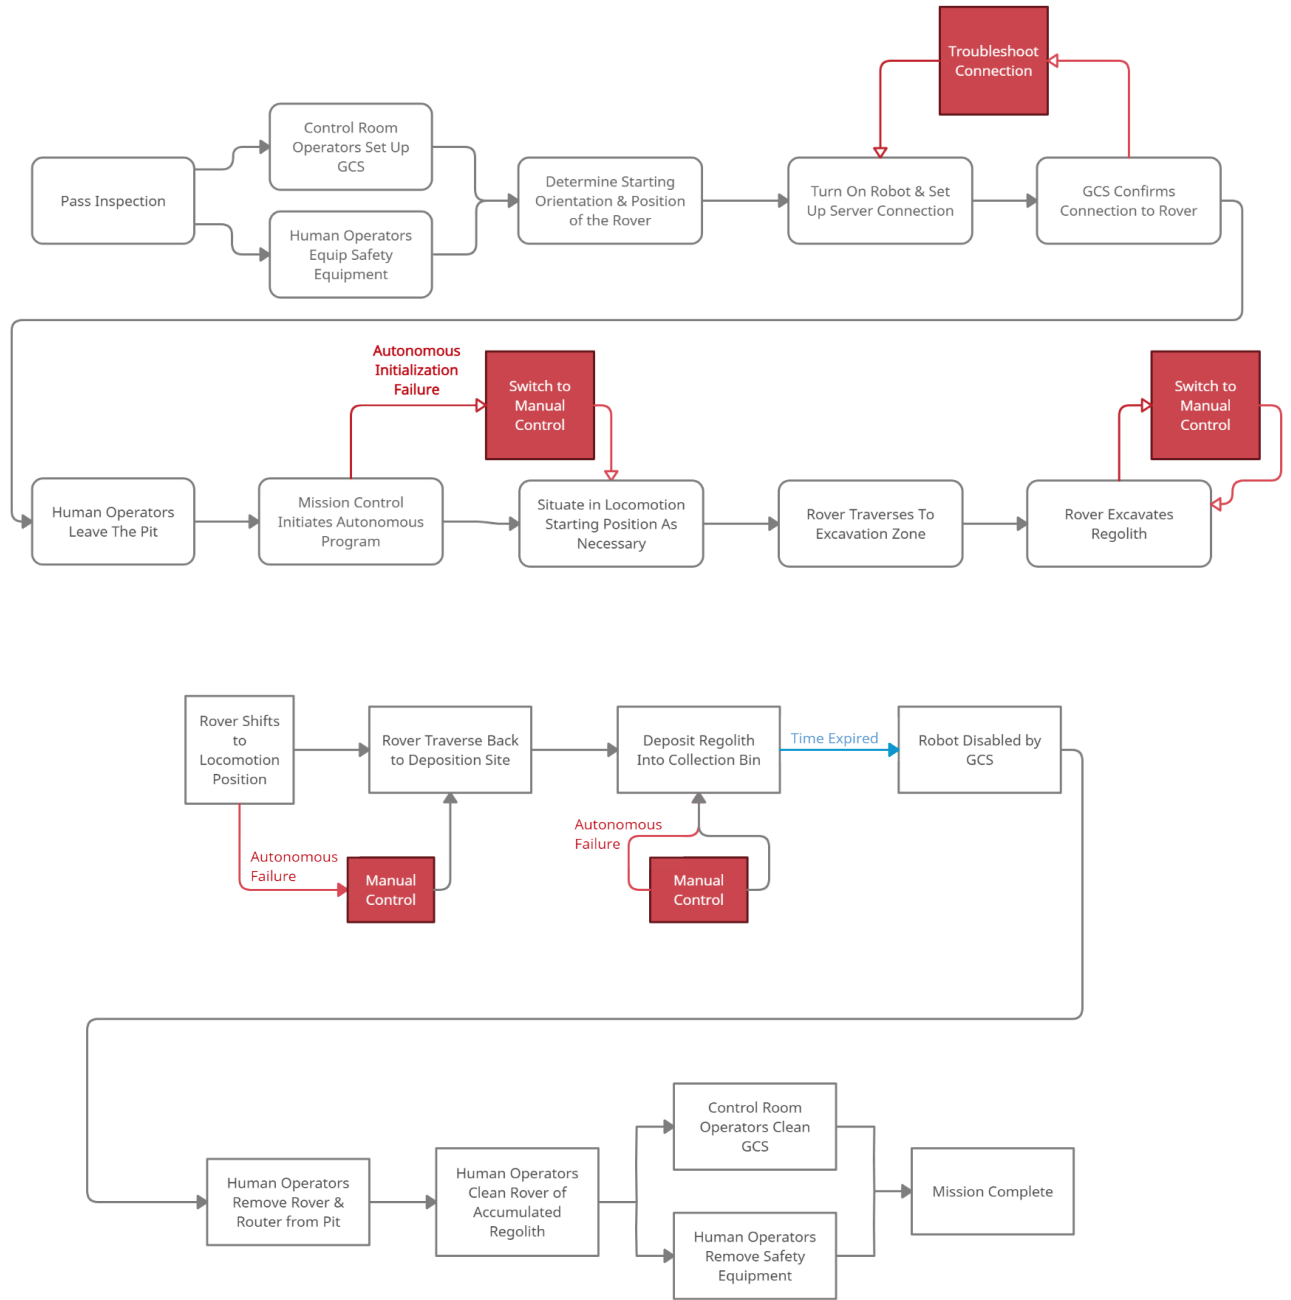 Troubleshoot
Connection
Pass Inspection
Control Room
Operators Set Up
GCS
Human Operators
Equip Safety
Equipment
Determine Starting
Orientation & Position
of the Rover
Turn On Robot & Set
Up Server Connection
GCS Confirms
Connection to Rover
Autonomous
Initialization
Failure
Switch to
Manual
Control
Switch to
Manual
Control
Human Operators
Leave The Pit
Mission Control
Initiates Autonomous
Program
Situate in Locomotion
Starting Position As
Necessary
Rover Traverses To
Excavation Zone
Rover Excavates
Regolith
Rover Shifts
to
Locomotion
Position
Rover Traverse Back
to Deposition Site
Deposit Regolith
Into Collection Bin
Time Expired
Robot Disabled by
GCS
Autonomous
Failure
Manual
Control
Autonomous
Failure
Manual
Control
Human Operators
Remove Rover &
Router from Pit
Human Operators
Clean Rover of
Accumulated
Regolith
Control Room
Operators Clean
GCS
Human Operators
Remove Safety
Equipment
Mission Complete